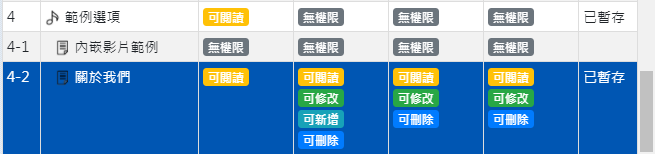 4 範例選項 可閱讀 無權限 無權限 無權限 已暫存
4-1 內嵌影片範例 無權限 無權限 無權限 無權限
4-2 關於我們 可閱讀 可閱讀 可閱讀 可閱讀 已暫存
可修改 可修改 可修改
可新增 可刪除 可刪除
可刪除